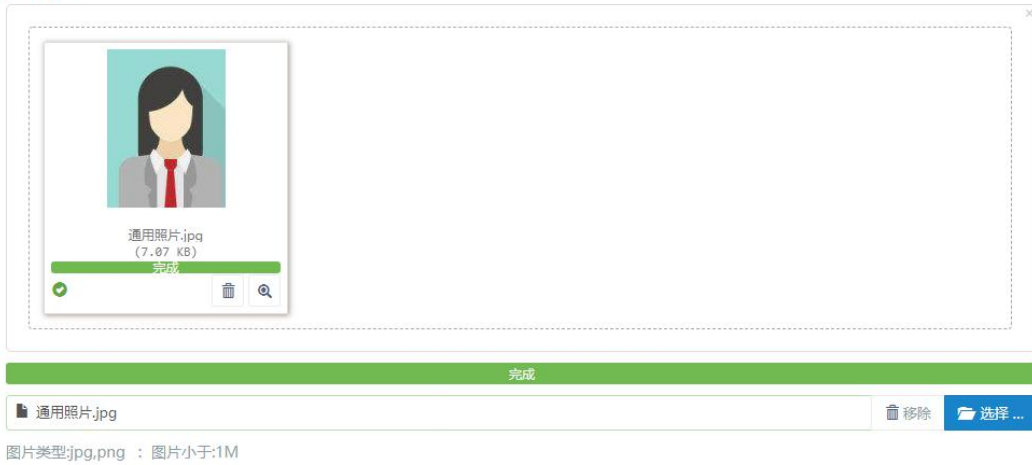 通用照片.jpg
(7.07 KB)
完成
完成
通用照片.jpg
移除
选择 ...
图片类型:jpg,png ：图片小于:1M